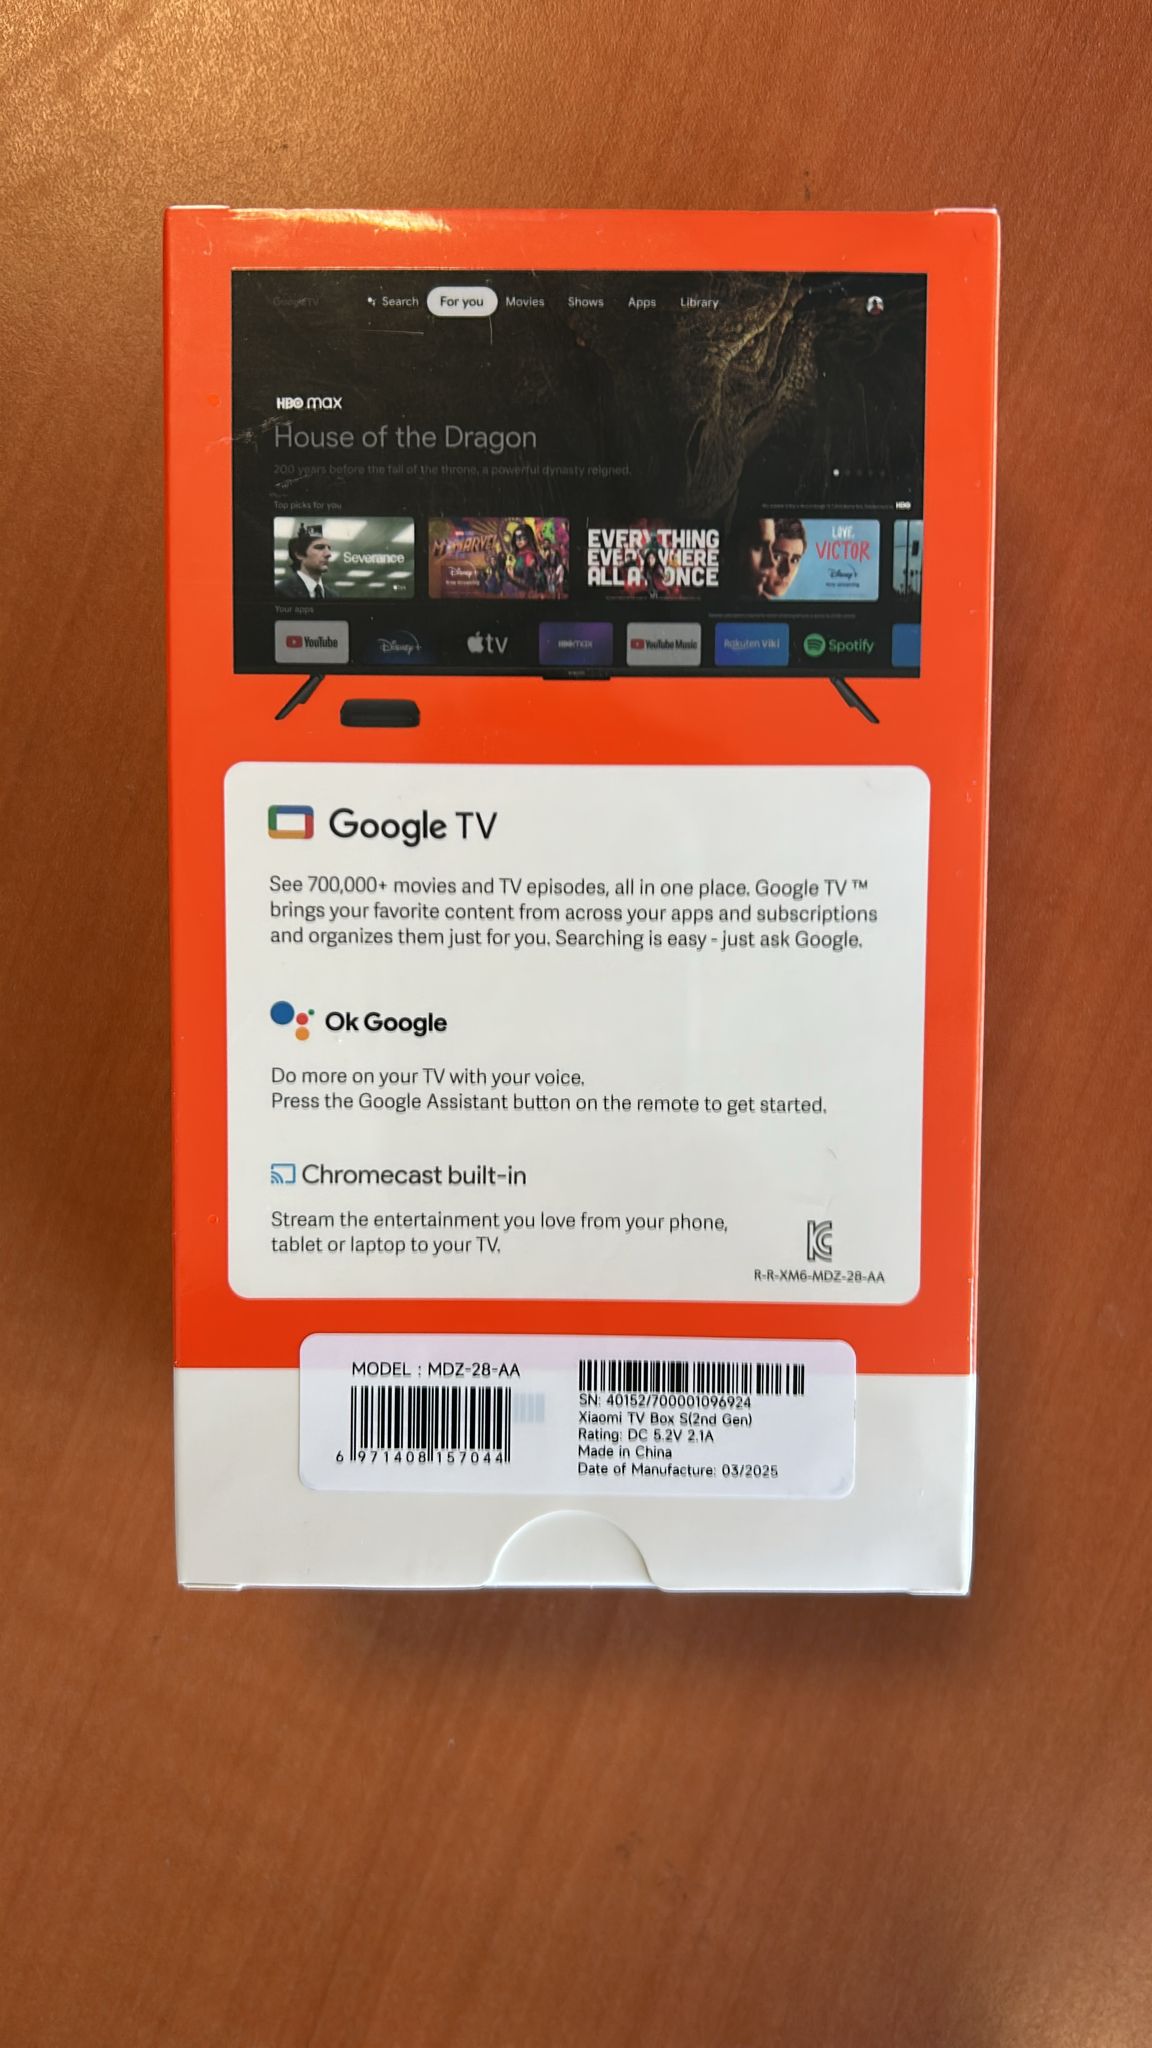 GoogleTV
Search For you Movies Shows Apps Library
HBO max
House of the Dragon
200 years before the fall of the throne, a powerful dynasty reigned.
Top picks for you
HBO
Severance
MS MARVEL
Disney+
EVERYTHING
EVERYWHERE
ALL AT ONCE
LOVE,
VICTOR
Disney+
Your apps
YouTube Disney+ tv HBOmax YouTube Music Rakuten Viki Spotify
Google TV
See 700,000+ movies and TV episodes, all in one place. Google TV ™
brings your favorite content from across your apps and subscriptions
and organizes them just for you. Searching is easy - just ask Google.
Ok Google
Do more on your TV with your voice.
Press the Google Assistant button on the remote to get started.
Chromecast built-in
Stream the entertainment you love from your phone,
tablet or laptop to your TV.
R-R-XM6-MDZ-28-AA
MODEL : MDZ-28-AA
6 971408 157044
SN: 40152/700001096924
Xiaomi TV Box S(2nd Gen)
Rating: DC 5.2V 2.1A
Made in China
Date of Manufacture: 03/2025